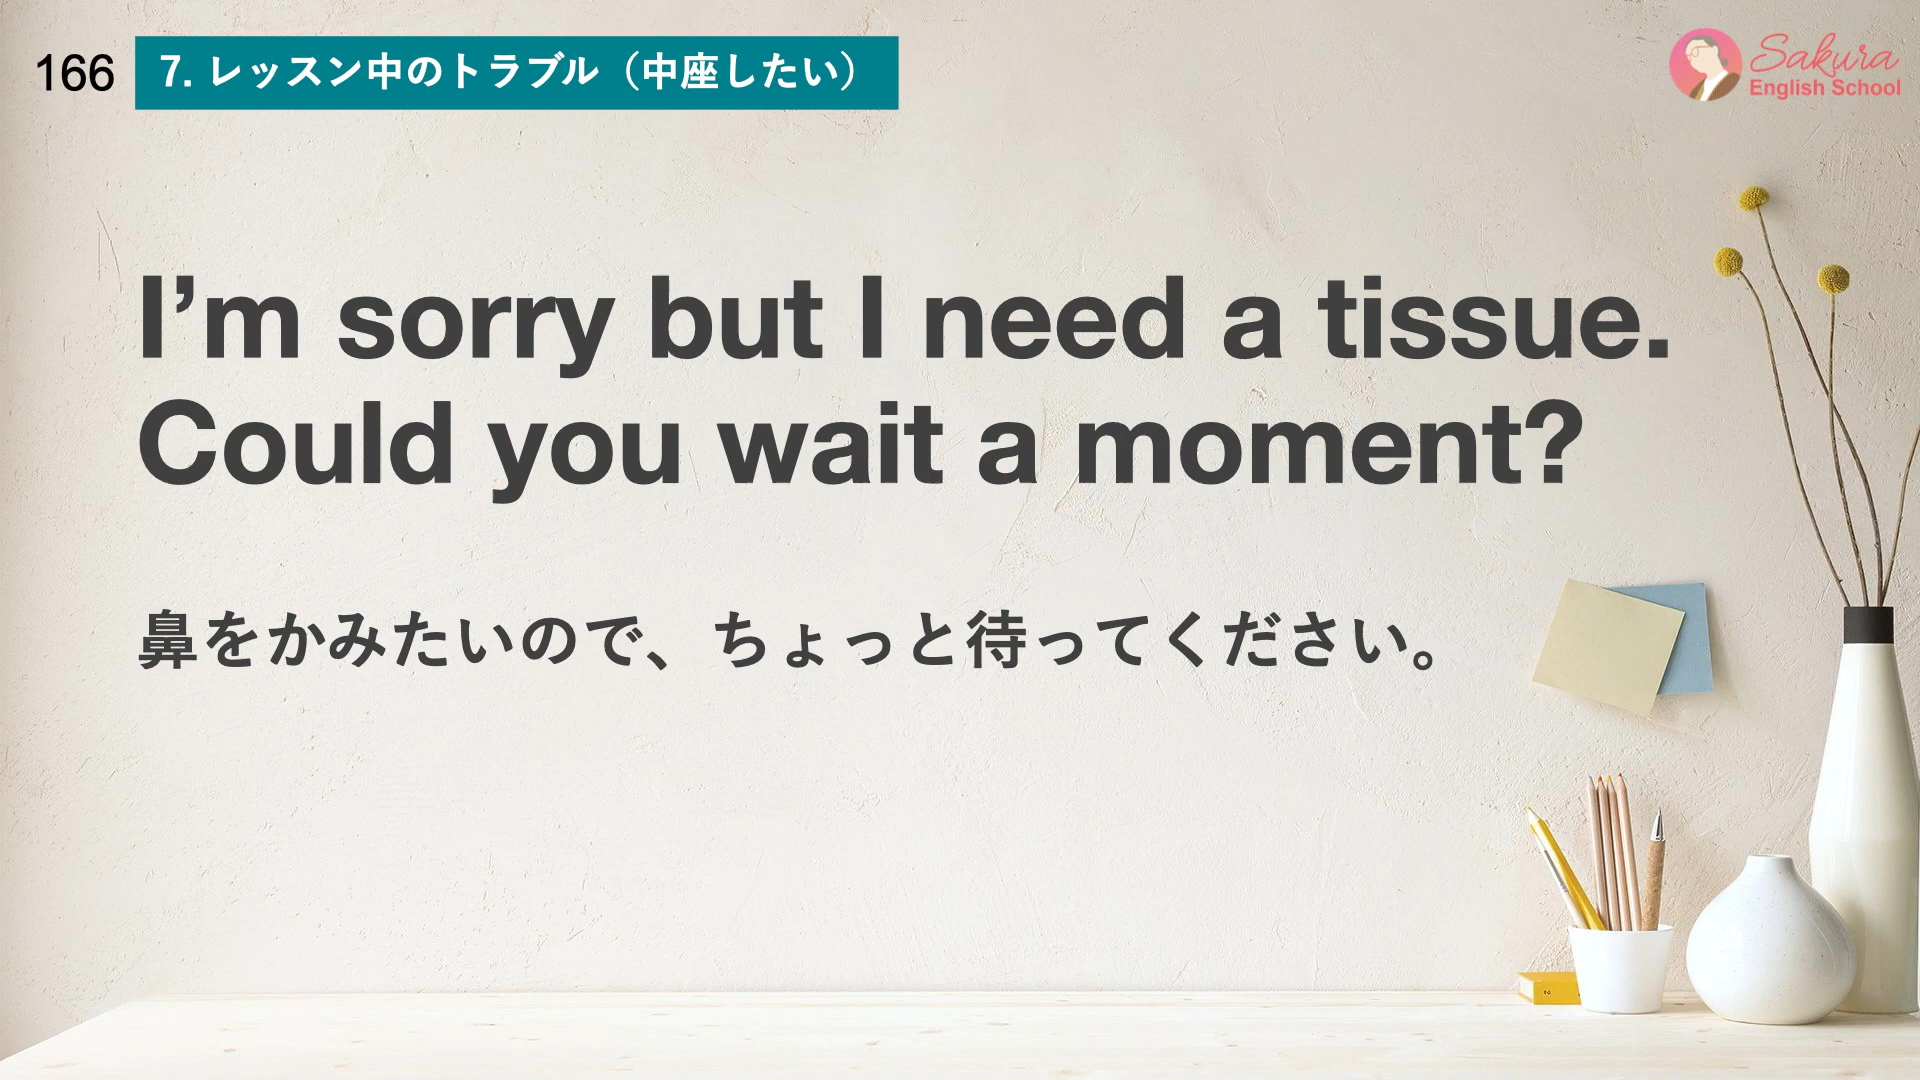 166
7. レッスン中のトラブル（中座したい）
Sakura
English School
I’m sorry but I need a tissue.
Could you wait a moment?
鼻をかみたいので、ちょっと待ってください。